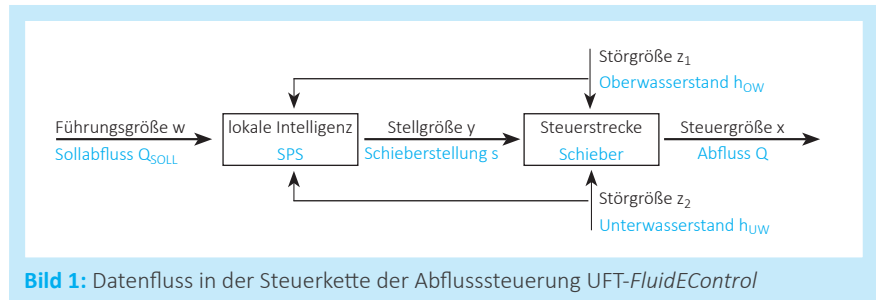 Störgröße z₁
Oberwasserstand hOW
Führungsgröße w
Sollabfluss QSOLL
lokale Intelligenz
SPS
Stellgröße y
Schieberstellung s
Steuerstrecke
Schieber
Steuergröße x
Abfluss Q
Störgröße z₂
Unterwasserstand hUW
Bild 1: Datenfluss in der Steuerkette der Abflusssteuerung UFT-FluidEControl